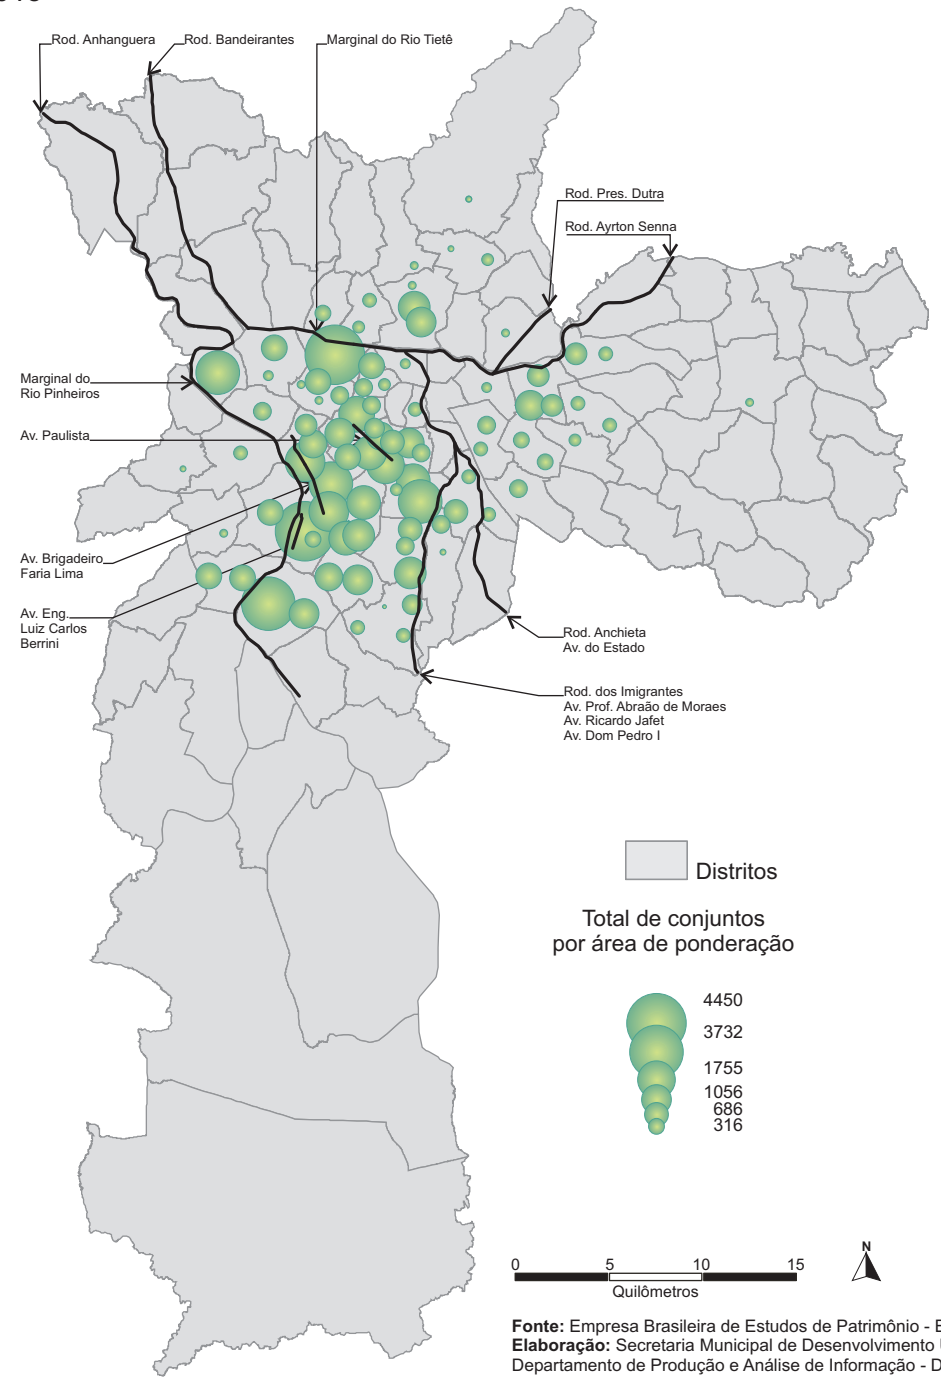 Rod. Anhanguera
Rod. Bandeirantes
Marginal do Rio Tietê
Rod. Pres. Dutra
Rod. Ayrton Senna
Marginal do
Rio Pinheiros
Av. Paulista
Av. Brigadeiro
Faria Lima
Av. Eng.
Luiz Carlos
Berrini
Rod. Anchieta
Av. do Estado
Rod. dos Imigrantes
Av. Prof. Abraão de Moraes
Av. Ricardo Jafet
Av. Dom Pedro I
Distritos
Total de conjuntos
por área de ponderação
4450
3732
1755
1056
686
316
N
0 5 10 15
Quilômetros
Fonte: Empresa Brasileira de Estudos de Patrimônio - E
Elaboração: Secretaria Municipal de Desenvolvimento
Departamento de Produção e Análise de Informação - D